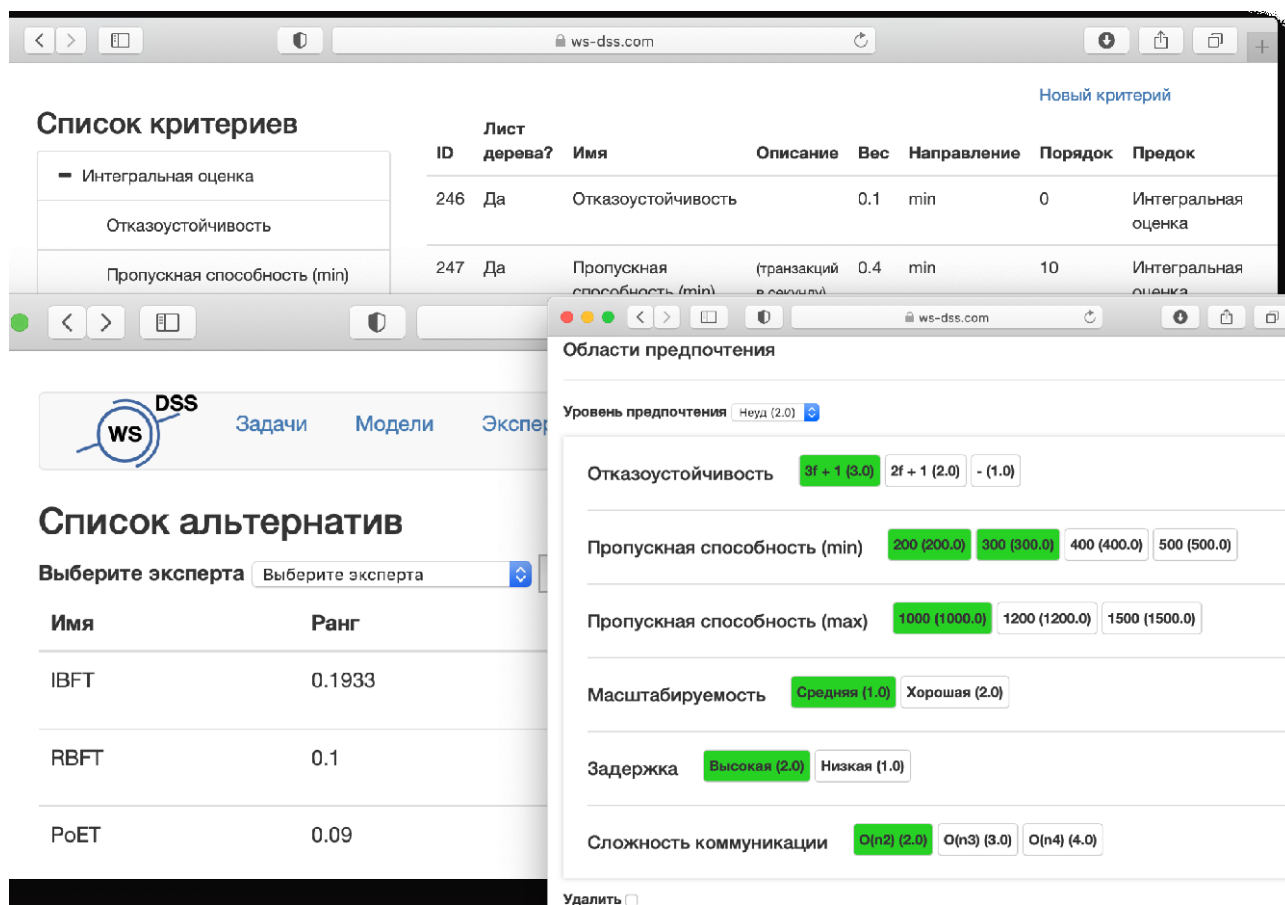 ws-dss.com
Новый критерий
Список критериев
Интегральная оценка
Отказоустойчивость
Пропускная способность (min)
ID Лист дерева? Имя Описание Вес Направление Порядок Предок
246 Да Отказоустойчивость 0.1 min 0 Интегральная оценка
247 Да Пропускная способность (min) (транзакций в секунду) 0.4 min 10 Интегральная оценка
WS DSS
Задачи Модели Экспер
Список альтернатив
Выберите эксперта Выберите эксперта
Имя Ранг
IBFT 0.1933
RBFT 0.1
PoET 0.09
ws-dss.com
Области предпочтения
Уровень предпочтения Неуд (2.0)
Отказоустойчивость 3f + 1 (3.0) 2f + 1 (2.0) - (1.0)
Пропускная способность (min) 200 (200.0) 300 (300.0) 400 (400.0) 500 (500.0)
Пропускная способность (max) 1000 (1000.0) 1200 (1200.0) 1500 (1500.0)
Масштабируемость Средняя (1.0) Хорошая (2.0)
Задержка Высокая (2.0) Низкая (1.0)
Сложность коммуникации O(n2) (2.0) O(n3) (3.0) O(n4) (4.0)
Удалить